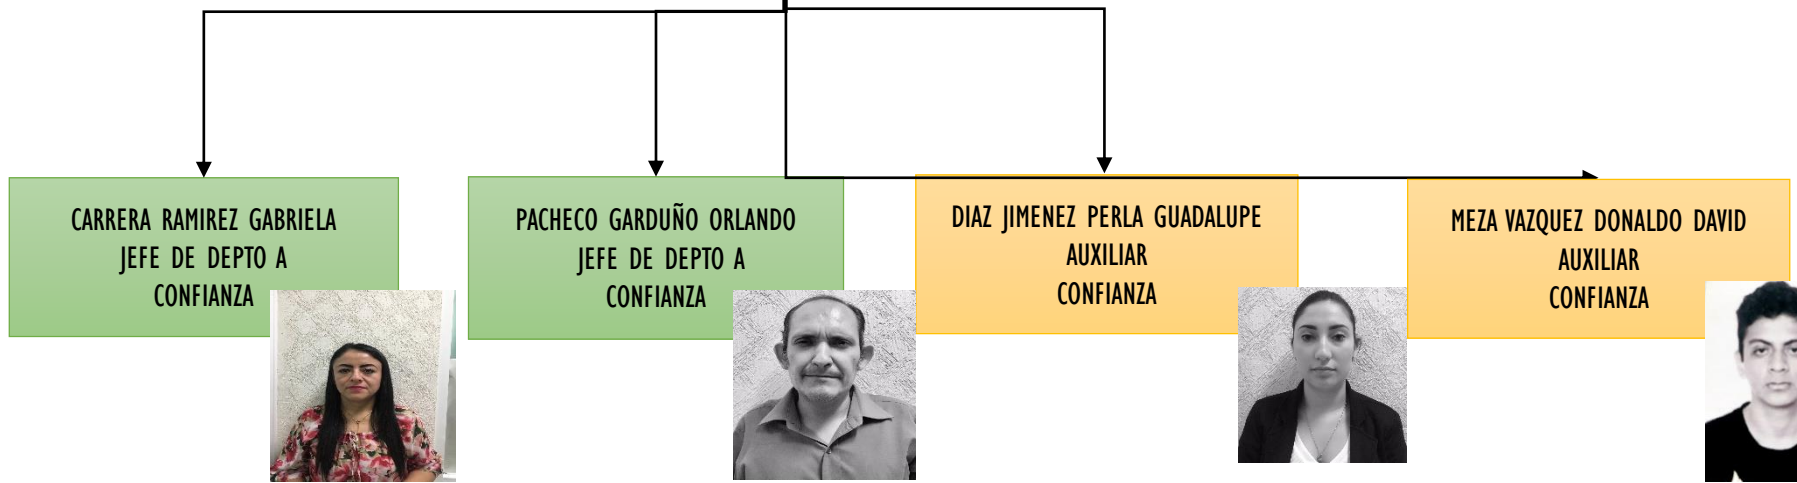 CARRERA RAMIREZ GABRIELA
JEFE DE DEPTO A
CONFIANZA
PACHECO GARDUÑO ORLANDO
JEFE DE DEPTO A
CONFIANZA
DIAZ JIMENEZ PERLA GUADALUPE
AUXILIAR
CONFIANZA
MEZA VAZQUEZ DONALDO DAVID
AUXILIAR
CONFIANZA